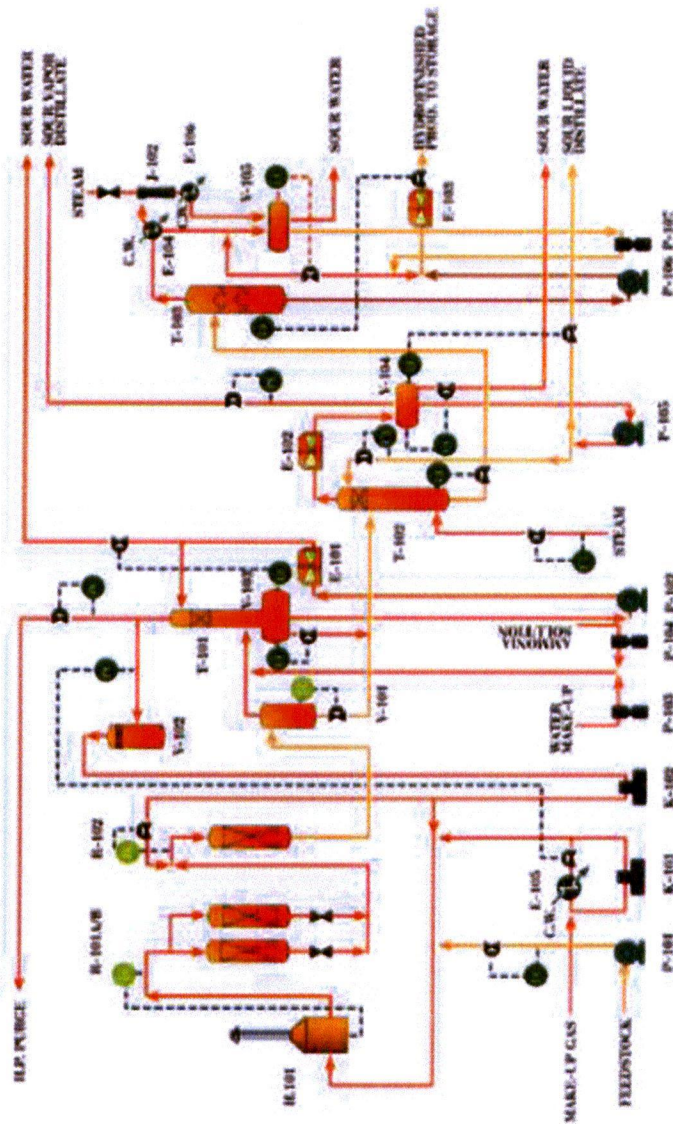 MAKE-UP GAS
FEEDSTOCK
H.101
H.P. PURGE
R-101A/B
R-102
P-101
K-101
K-102
C.W.
E-105
V-102
T-101
V-103
E-101
V-101
WATER
MAKE-UP
AMMONIA
SOLUTION
P-103
P-104
P-102
SOUR WATER
SOUR VAPOR
DISTILLATE
STEAM
T-102
E-102
V-104
P-105
T-103
C.W.
E-104
STEAM
J-102
C.W.
E-106
V-105
SOUR WATER
E-103
HYDROFINISHED
PROD. TO STORAGE
P-106
P-107
SOUR WATER
SOUR LIQUID
DISTILLATE